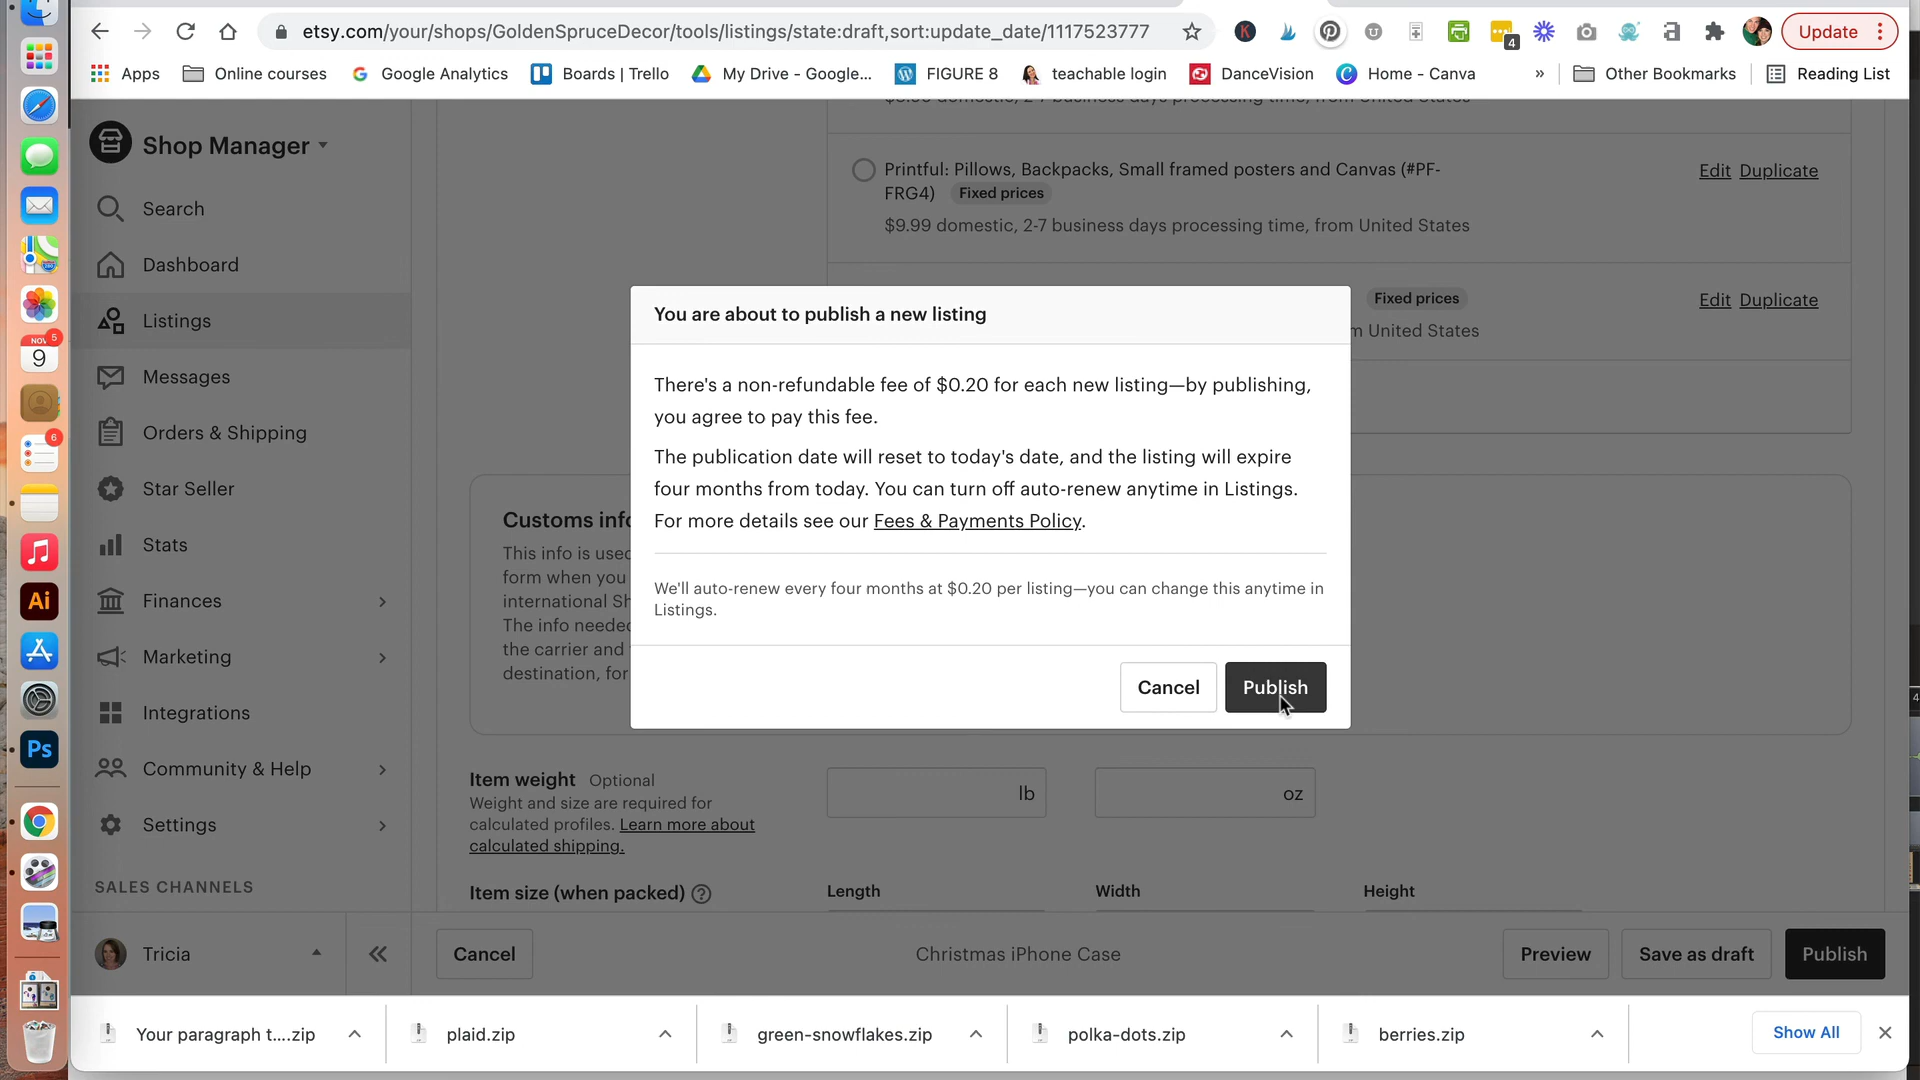 etsy.com/your/shops/GoldenSpruceDecor/tools/listings/state:draft,sort:update_date/1117523777
4
Update
Apps
Online courses
Google Analytics
Boards | Trello
My Drive - Google...
FIGURE 8
teachable login
DanceVision
Home - Canva
»
Other Bookmarks
Reading List
Shop Manager
Search
Dashboard
Listings
Messages
Orders & Shipping
Star Seller
Stats
Finances
Marketing
Integrations
Community & Help
Settings
SALES CHANNELS
Tricia
NOV 5
9
6
Ai
Ps
Printful: Pillows, Backpacks, Small framed posters and Canvas (#PF-
FRG4) Fixed prices
$9.99 domestic, 2-7 business days processing time, from United States
Edit Duplicate
Fixed prices
m United States
Edit Duplicate
You are about to publish a new listing
There's a non-refundable fee of $0.20 for each new listing—by publishing,
you agree to pay this fee.
The publication date will reset to today's date, and the listing will expire
four months from today. You can turn off auto-renew anytime in Listings.
For more details see our Fees & Payments Policy.
We'll auto-renew every four months at $0.20 per listing—you can change this anytime in
Listings.
Cancel
Publish
Customs info
This info is used
form when you
international Sh
The info needed
the carrier and
destination, for
Item weight Optional
Weight and size are required for
calculated profiles. Learn more about
calculated shipping.
lb
oz
Item size (when packed) ?
Length
Width
Height
Cancel
Christmas iPhone Case
Preview
Save as draft
Publish
Your paragraph t....zip
plaid.zip
green-snowflakes.zip
polka-dots.zip
berries.zip
Show All